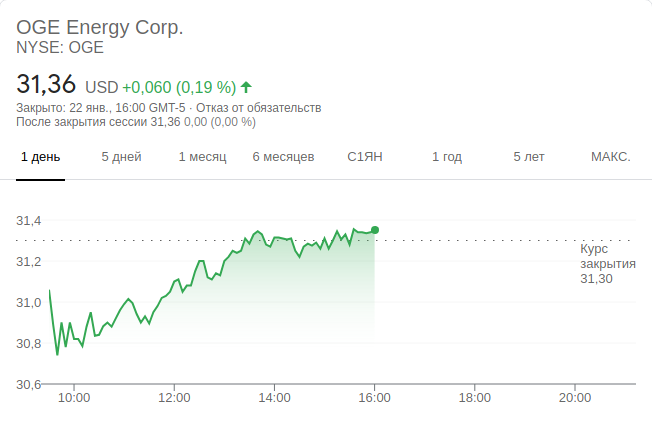 OGE Energy Corp.
NYSE: OGE
31,36 USD +0,060 (0,19 %)
Закрыто: 22 янв., 16:00 GMT-5 · Отказ от обязательств
После закрытия сессии 31,36 0,00 (0,00 %)
1 день 5 дней 1 месяц 6 месяцев С1ЯН 1 год 5 лет МАКС.
31,4
Курс
закрытия
31,30
31,2
31,0
30,8
30,6
10:00 12:00 14:00 16:00 18:00 20:00